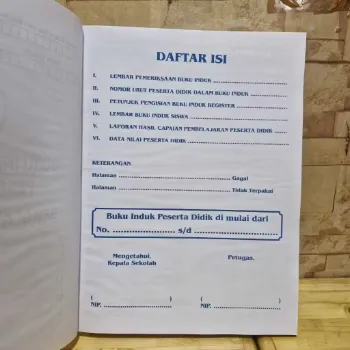 DAFTAR ISI
I. LEMBAR PEMERIKSAAN BUKU INDUK
II. NOMOR URUT PESERTA DIDIK DALAM BUKU INDUK
III. PETUNJUK PENGISIAN BUKU INDUK REGISTER
IV. LEMBAR BUKU INDUK SISWA
V. LAPORAN HASIL CAPAIAN PEMBELAJARAN PESERTA DIDIK
VI. DATA NILAI PESERTA DIDIK
KETERANGAN
Halaman ........ Gagal
Halaman ........ Tidak Terpakai
Buku Induk Peserta Didik di mulai dari
No. ........ s/d ........
Mengetahui, Petugas,
Kepala Sekolah
( ) ( )
NIP. NIP.